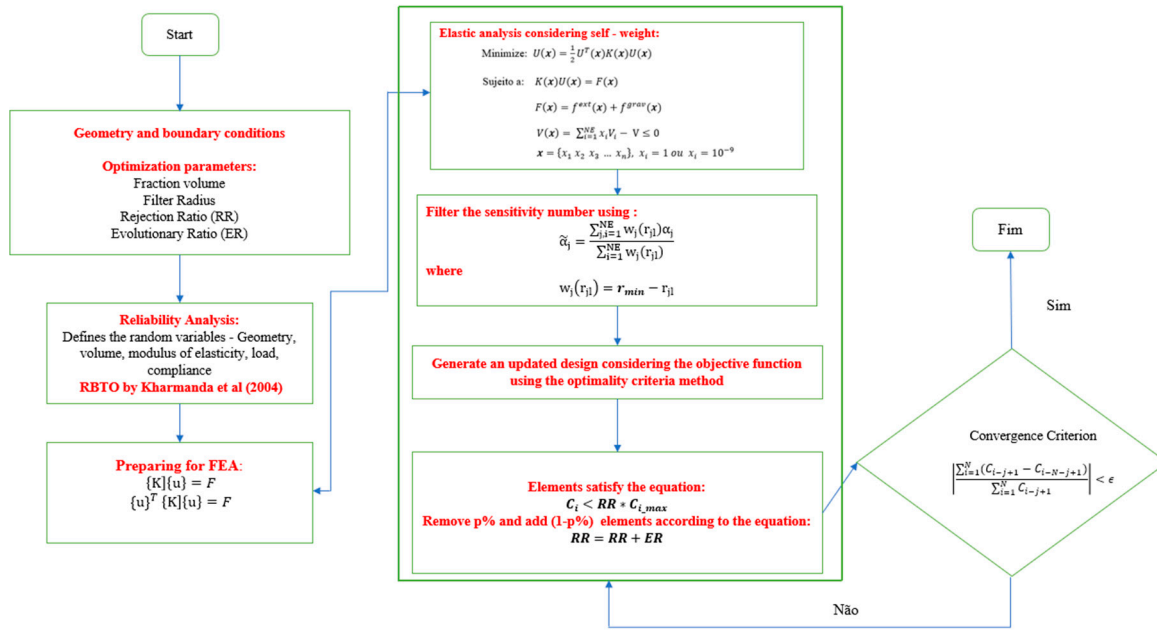 Start
Geometry and boundary conditions
Optimization parameters:
Fraction volume
Filter Radius
Rejection Ratio (RR)
Evolutionary Ratio (ER)
Reliability Analysis:
Defines the random variables - Geometry,
volume, modulus of elasticity, load,
compliance
RBTO by Kharmanda et al (2004)
Preparing for FEA:
{K}{u} = F
{u}^T {K}{u} = F
Elastic analysis considering self - weight:
Minimize: U(x) = 1/2 U^T(x)K(x)U(x)
Sujeito a: K(x)U(x) = F(x)
F(x) = f^ext(x) + f^grav(x)
V(x) = ∑_{i=1}^{NE} x_i V_i − V ≤ 0
x = {x_1 x_2 x_3 … x_n}, x_i = 1 ou x_i = 10^{-9}
Filter the sensitivity number using :
α̃_j = ∑_{j,i=1}^{NE} w_j(r_jl)α_j / ∑_{i=1}^{NE} w_j(r_jl)
where
w_j(r_jl) = r_min − r_jl
Generate an updated design considering the objective function
using the optimality criteria method
Elements satisfy the equation:
C_i < RR * C_i_max
Remove p% and add (1-p%) elements according to the equation:
RR = RR + ER
Fim
Sim
Convergence Criterion
|∑_{i=1}^{N}(C_{i-j+1} − C_{i-N-j+1}) / ∑_{i=1}^{N} C_{i-j+1}| < ϵ
Não